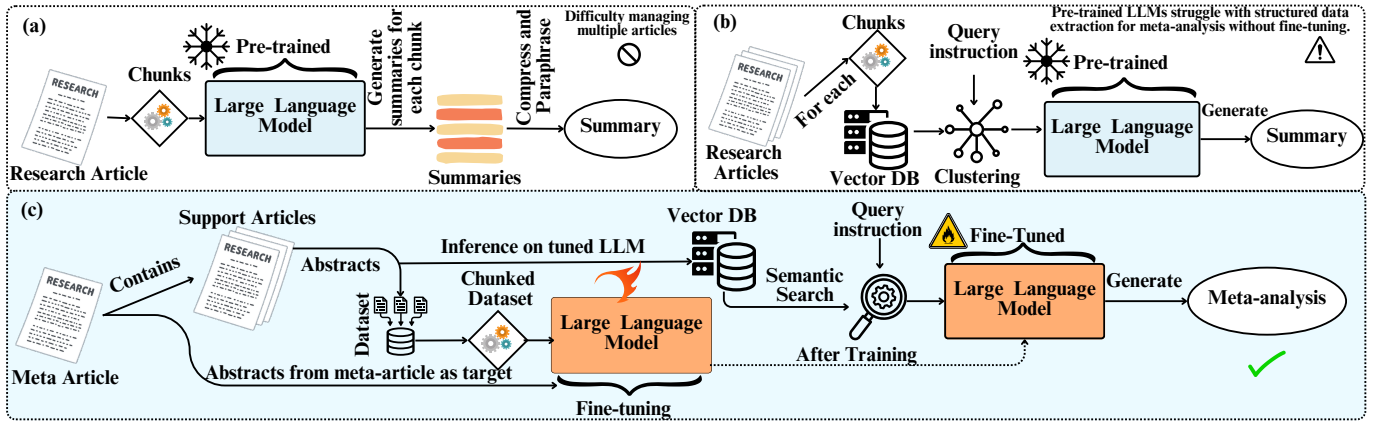 (a)
Pre-trained
Generate
summaries for
each chunk
Compress and
Paraphrase
Difficulty managing
multiple articles
RESEARCH
Chunks
Large Language
Model
Summary
Research Article
Summaries
(b)
Chunks
Query
instruction
Pre-trained LLMs struggle with structured data
extraction for meta-analysis without fine-tuning.
Pre-trained
RESEARCH
For each
Large Language
Model
Generate
Summary
Research
Articles
Vector DB
Clustering
(c)
Support Articles
RESEARCH
Contains
RESEARCH
Meta Article
Abstracts
Inference on tuned LLM
Vector DB
Query
instruction
Fine-Tuned
Dataset
Chunked
Dataset
Large Language
Model
Semantic
Search
Large Language
Model
Generate
Meta-analysis
After Training
Abstracts from meta-article as target
Fine-tuning